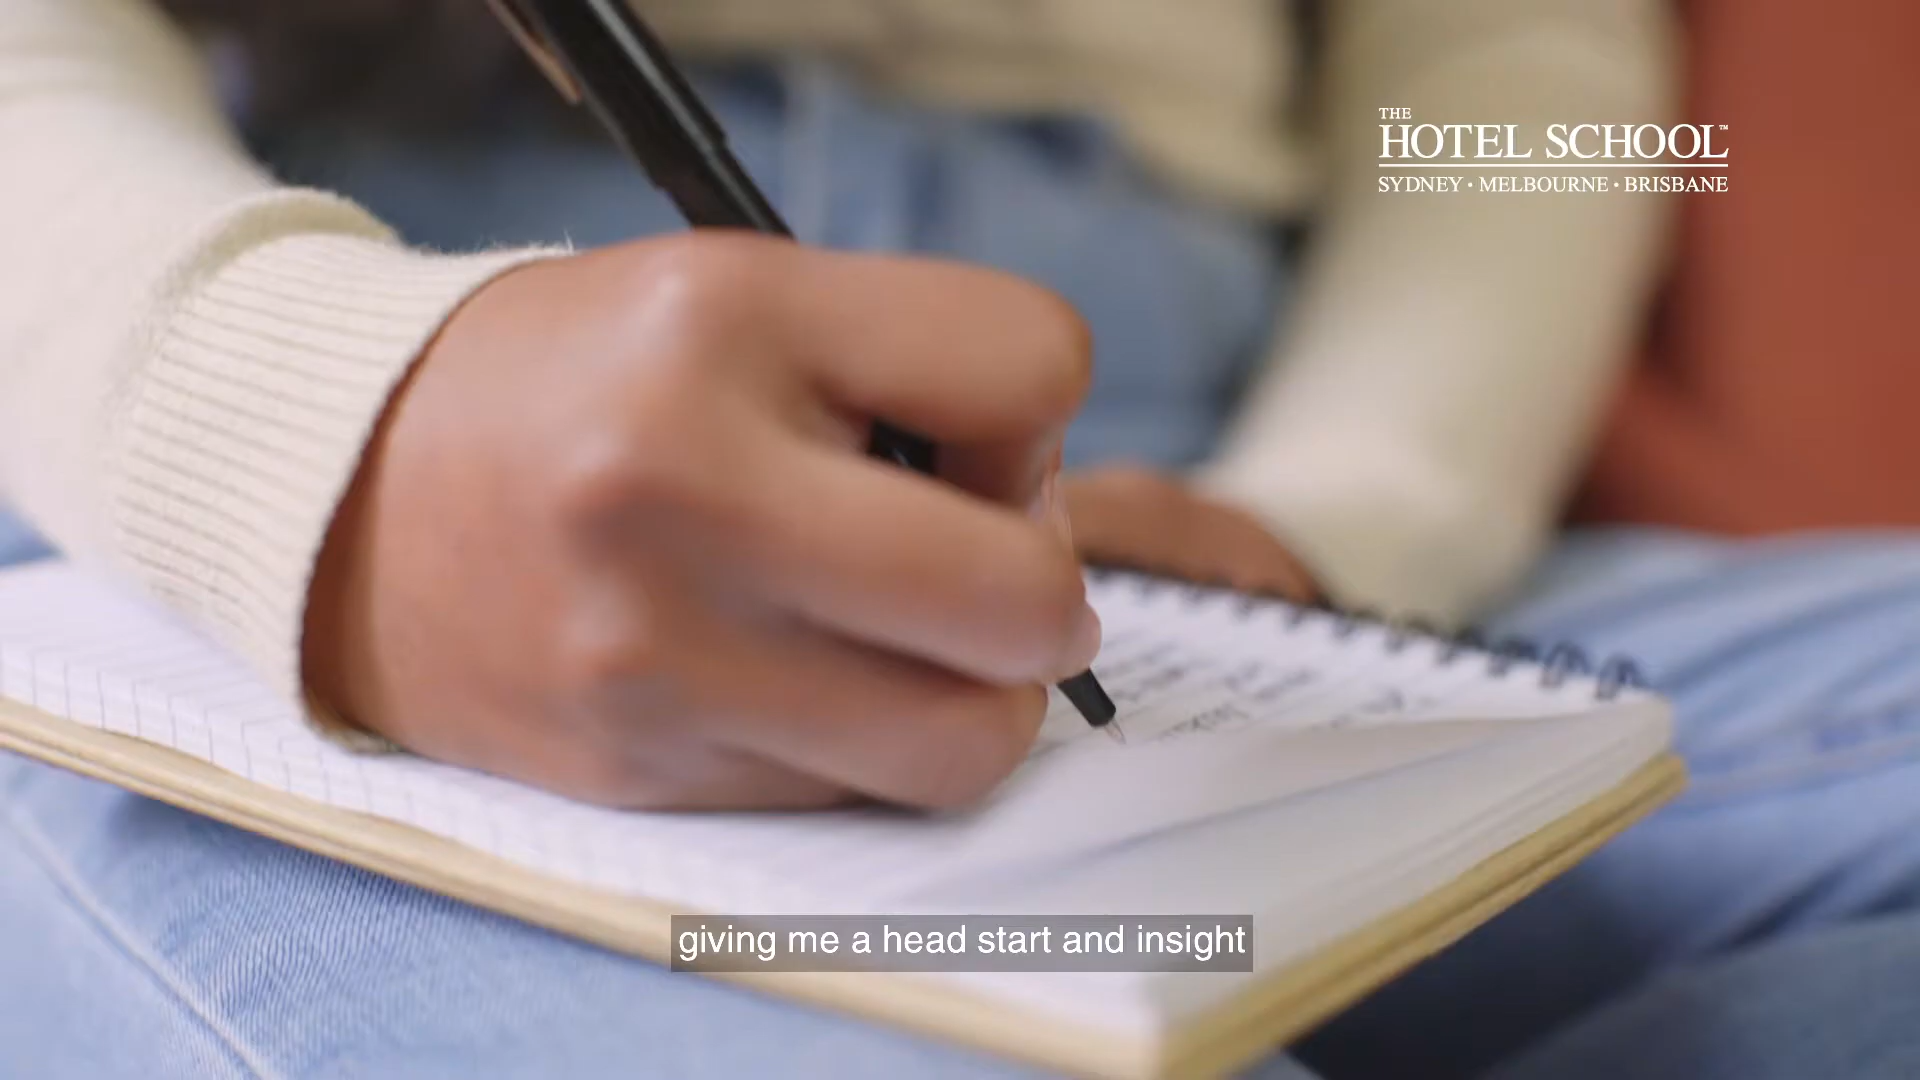 THE
HOTEL SCHOOL™
SYDNEY • MELBOURNE • BRISBANE
giving me a head start and insight